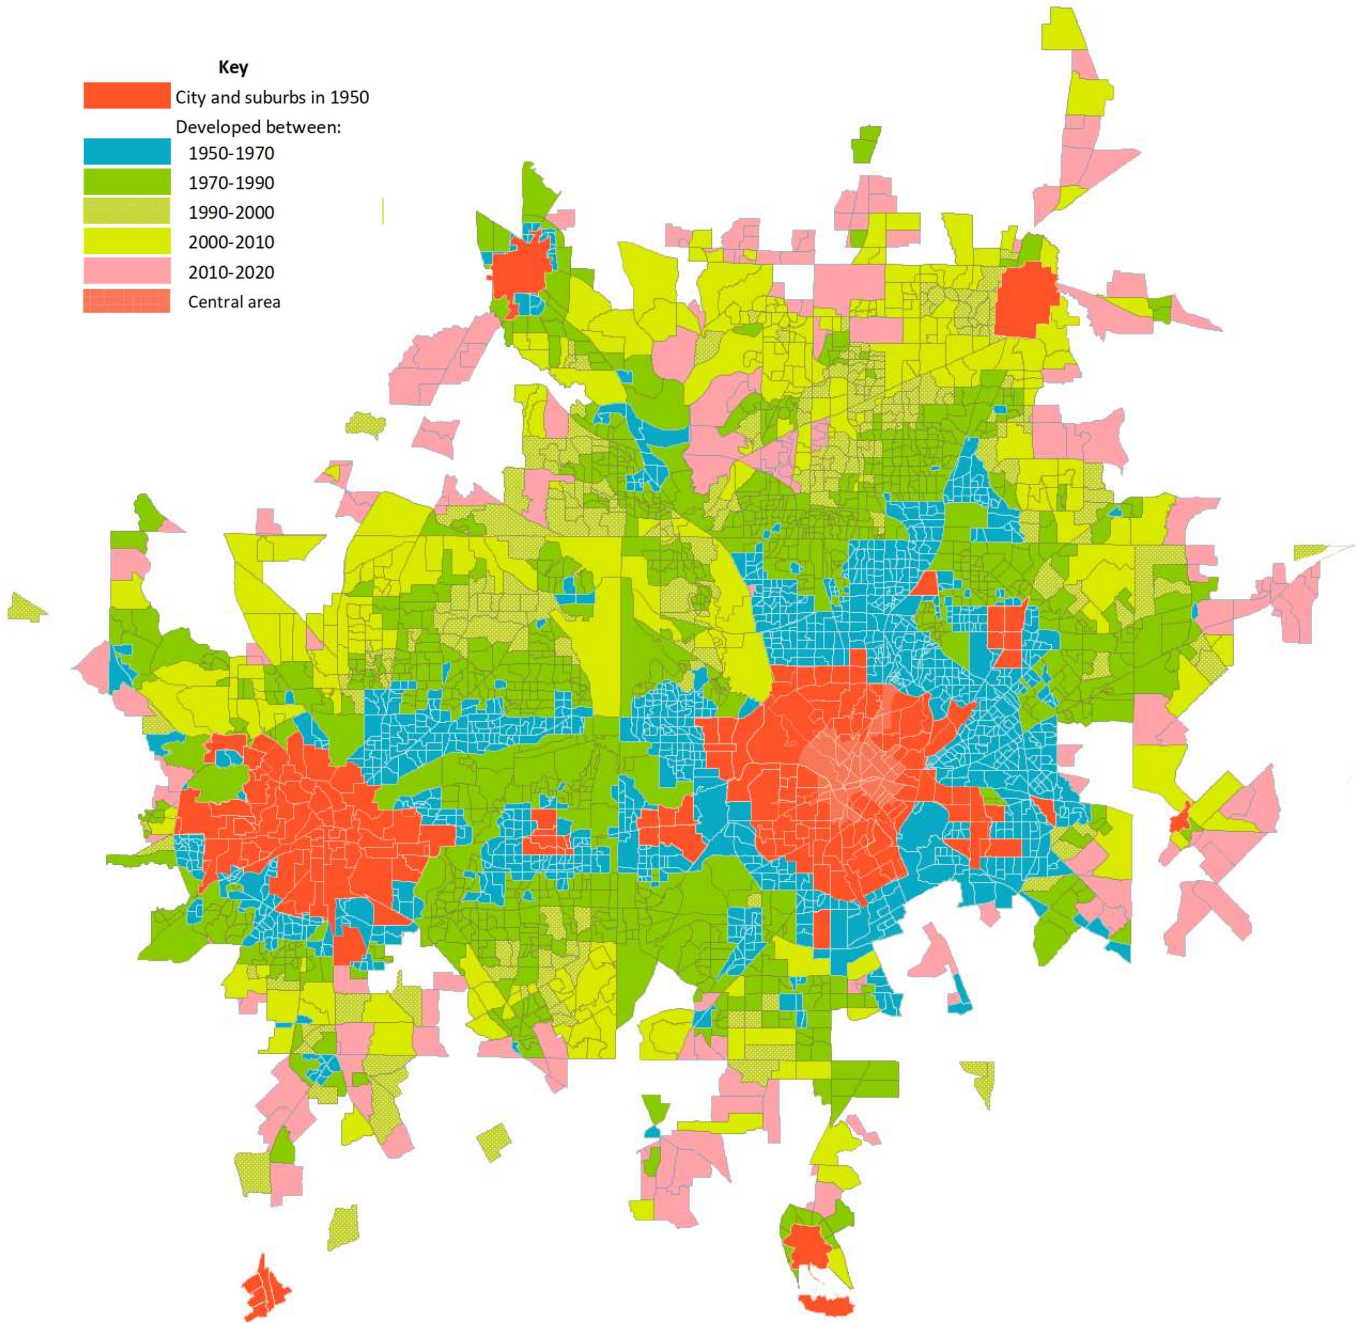 Key
City and suburbs in 1950
Developed between:
1950-1970
1970-1990
1990-2000
2000-2010
2010-2020
Central area